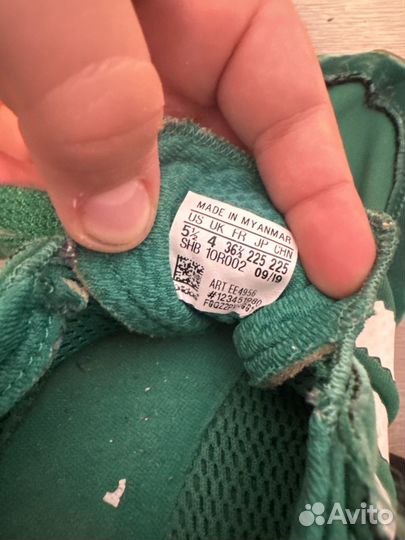 MADE IN MYANMAR
US UK FR JP CHN
5½ 4 36⅔ 225 225
SHB 10R002 09/19
ART EE4956
adidas
Avito